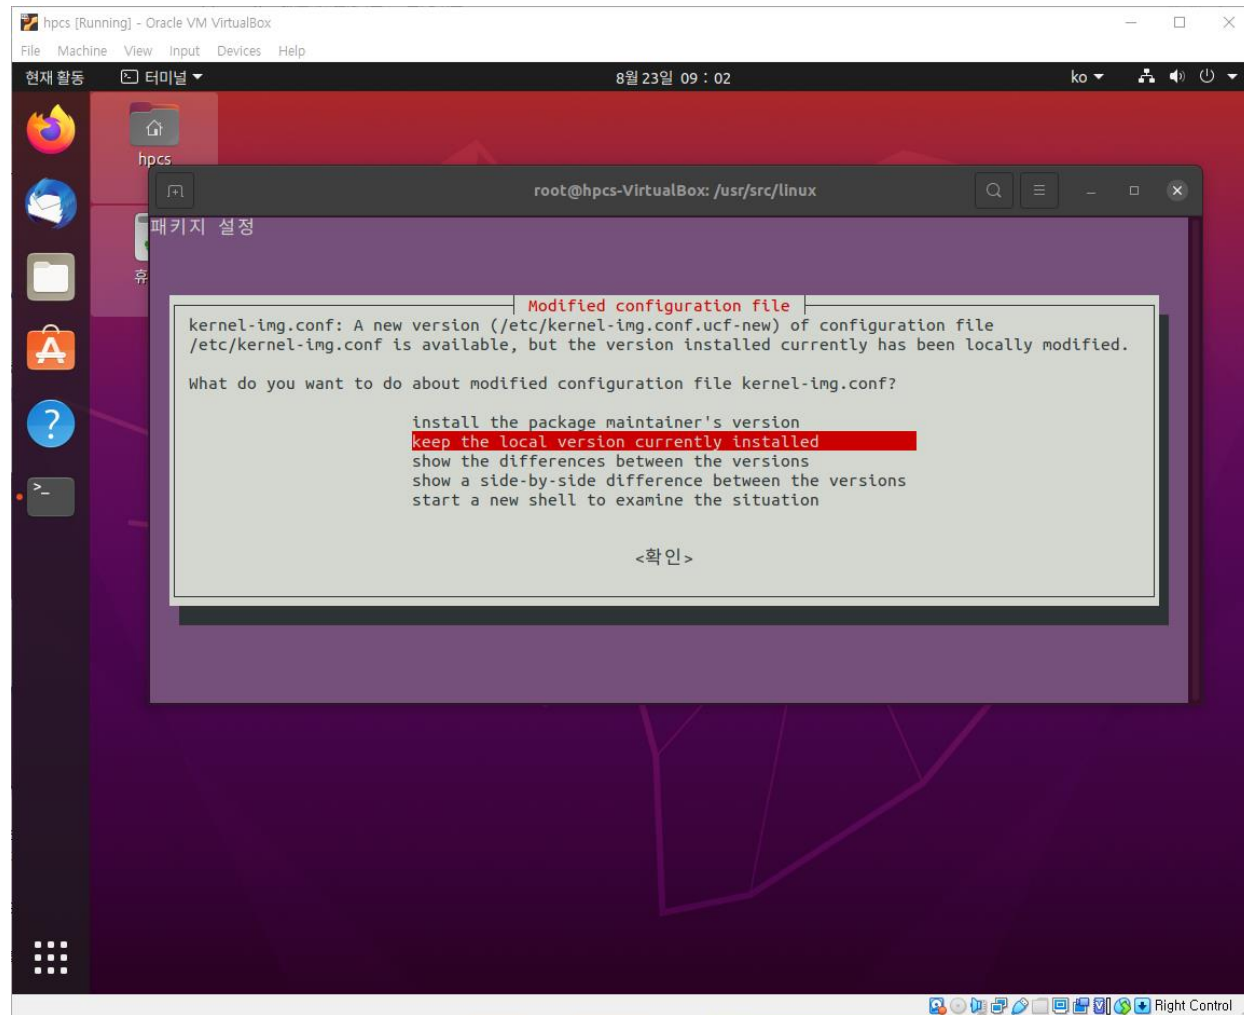 hpcs [Running] - Oracle VM VirtualBox
File Machine View Input Devices Help
현재 활동 터미널 8월 23일 09 : 02 ko
hpcs
root@hpcs-VirtualBox: /usr/src/linux
패키지 설정
휴
Modified configuration file
kernel-img.conf: A new version (/etc/kernel-img.conf.ucf-new) of configuration file
/etc/kernel-img.conf is available, but the version installed currently has been locally modified.
What do you want to do about modified configuration file kernel-img.conf?
install the package maintainer's version
keep the local version currently installed
show the differences between the versions
show a side-by-side difference between the versions
start a new shell to examine the situation
<확인>
Right Control